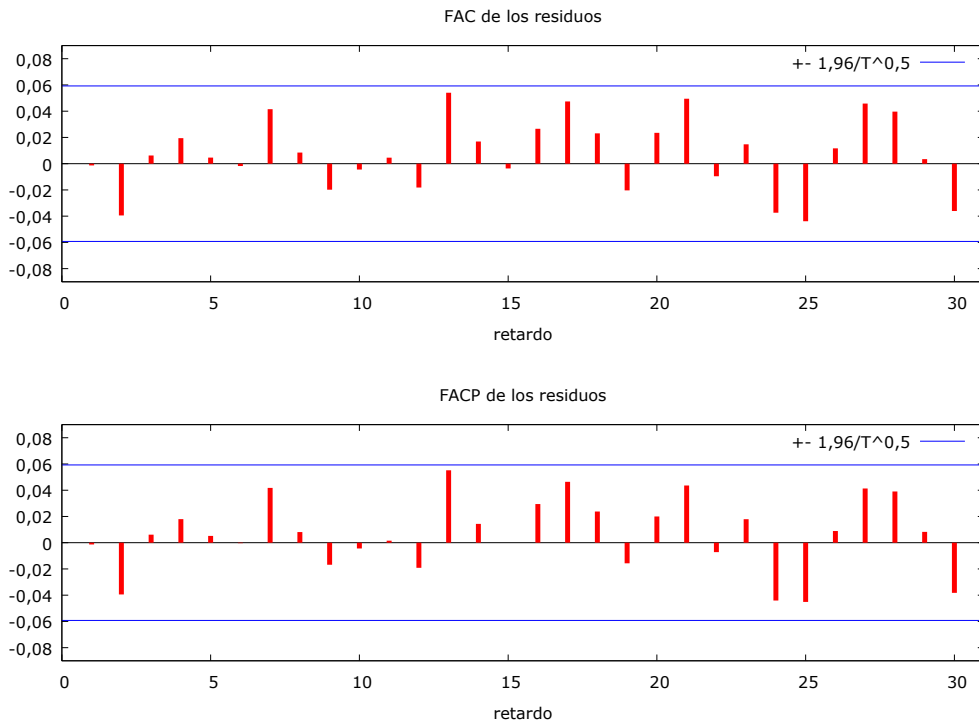 FAC de los residuos
+- 1,96/T^0,5
0,08
0,06
0,04
0,02
0
-0,02
-0,04
-0,06
-0,08
0 5 10 15 20 25 30
retardo
FACP de los residuos
+- 1,96/T^0,5
0,08
0,06
0,04
0,02
0
-0,02
-0,04
-0,06
-0,08
0 5 10 15 20 25 30
retardo